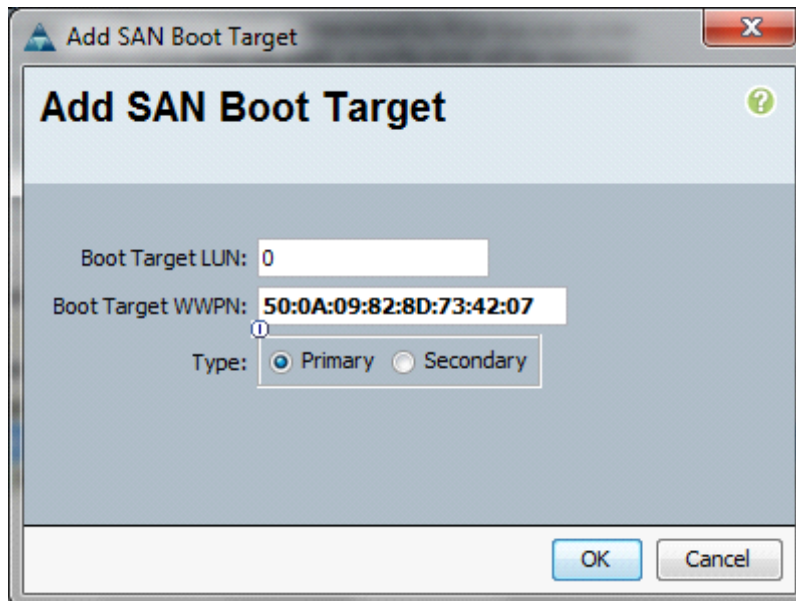 Add SAN Boot Target
Add SAN Boot Target
Boot Target LUN: 0
Boot Target WWPN: 50:0A:09:82:8D:73:42:07
Type: Primary Secondary
OK Cancel